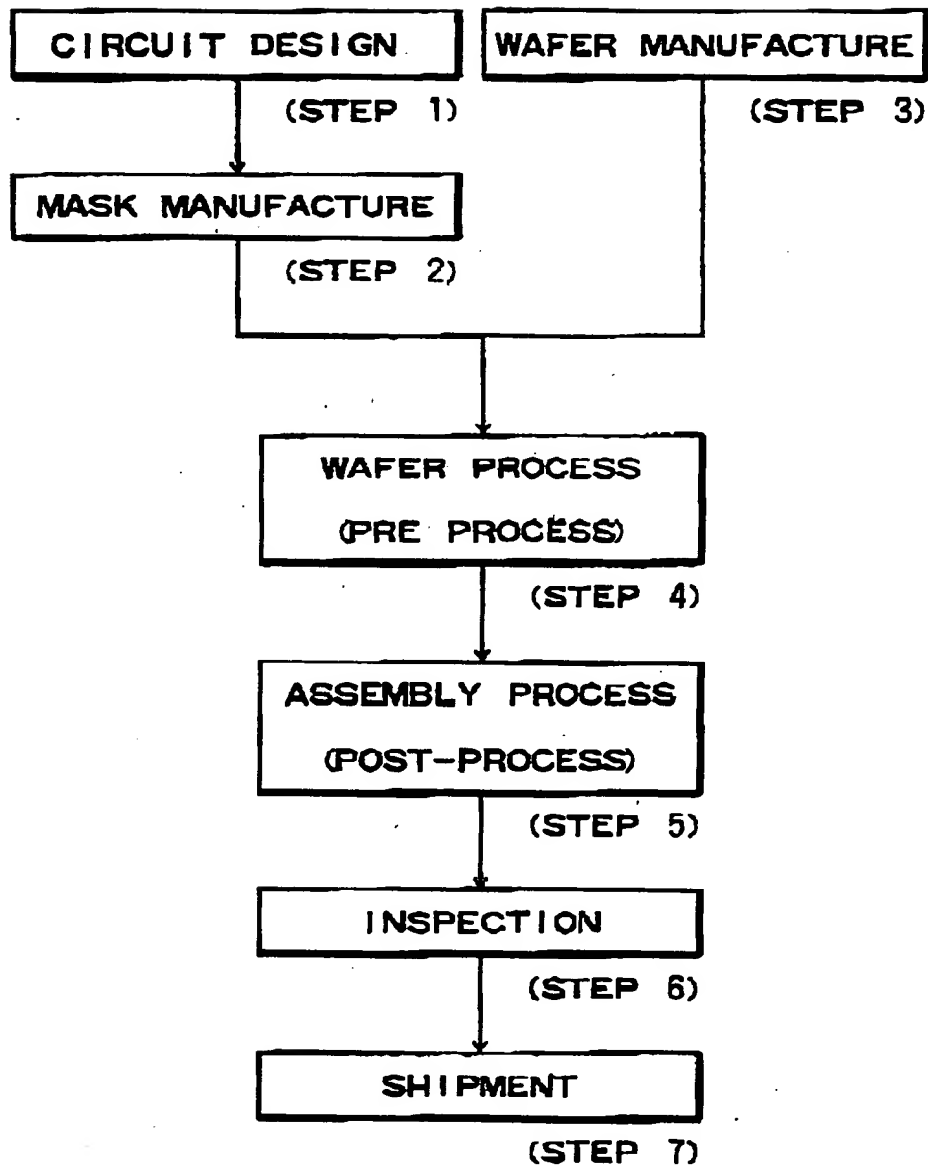 CIRCUIT DESIGN
(STEP 1)
WAFER MANUFACTURE
(STEP 3)
MASK MANUFACTURE
(STEP 2)
WAFER PROCESS
(PRE PROCESS)
(STEP 4)
ASSEMBLY PROCESS
(POST-PROCESS)
(STEP 5)
INSPECTION
(STEP 6)
SHIPMENT
(STEP 7)